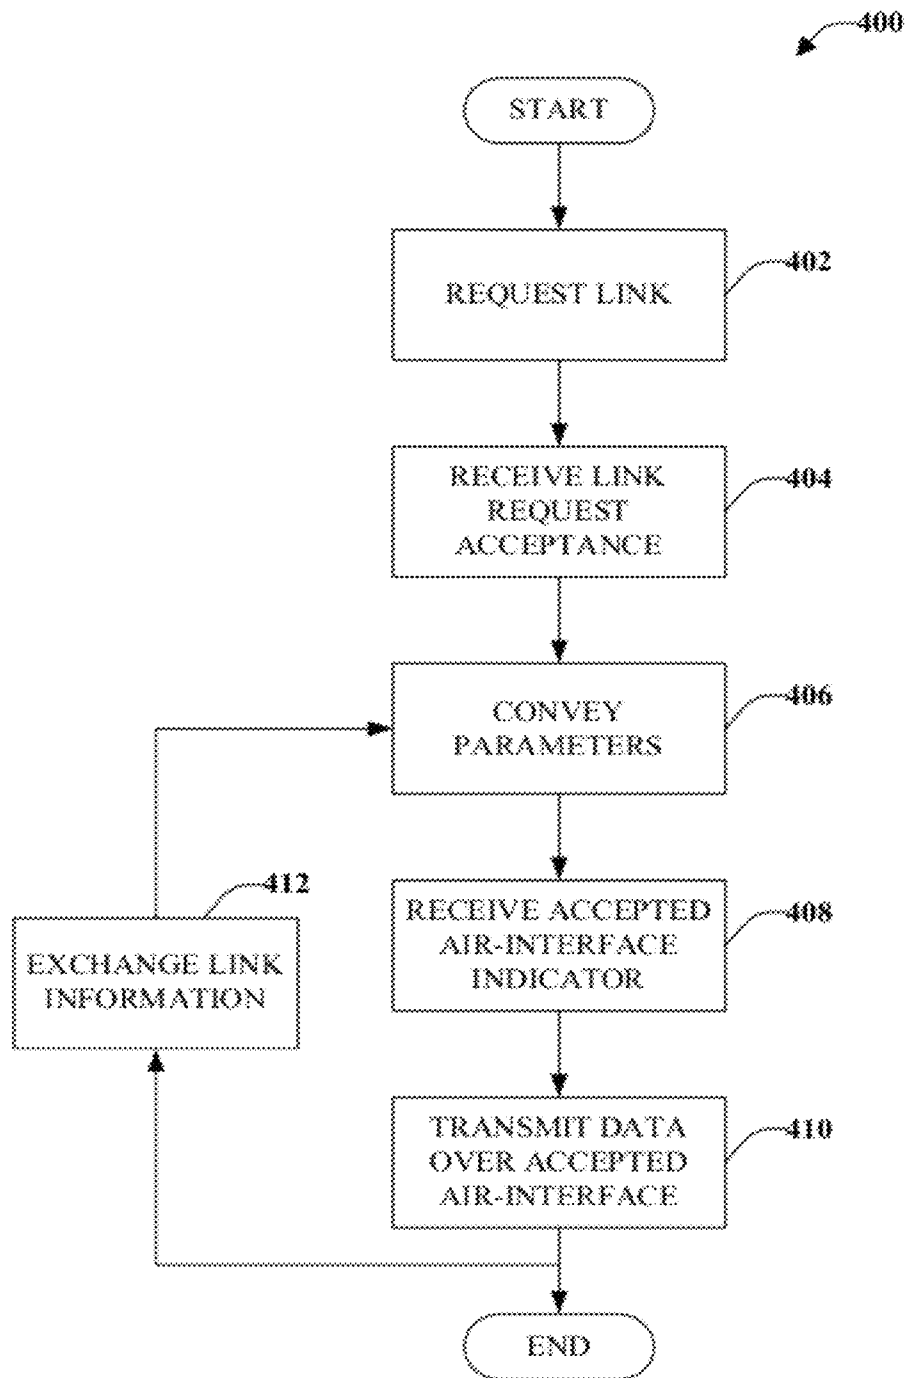 400
START
402
REQUEST LINK
404
RECEIVE LINK
REQUEST
ACCEPTANCE
406
CONVEY
PARAMETERS
412
EXCHANGE LINK
INFORMATION
408
RECEIVE ACCEPTED
AIR-INTERFACE
INDICATOR
410
TRANSMIT DATA
OVER ACCEPTED
AIR-INTERFACE
END